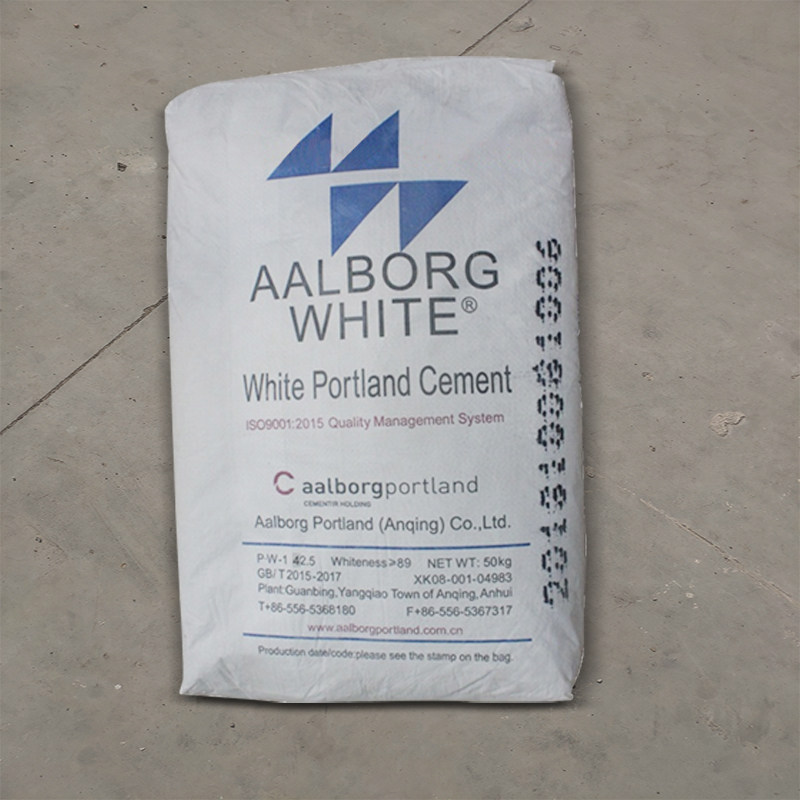 AALBORG
WHITE®
White Portland Cement
ISO9001:2015 Quality Management System
aalborgportland
CEMENTIR HOLDING
Aalborg Portland (Anqing) Co.,Ltd.
P·W-1 42.5 Whiteness>89 NET WT: 50kg
GB/T2015-2017 XK08-001-04983
Plant:Guanbing,Yangqiao Town of Anqing,Anhui
T+86-556-5368180 F+86-556-5367317
www.aalborgportland.com.cn
Production date/code:please see the stamp on the bag.